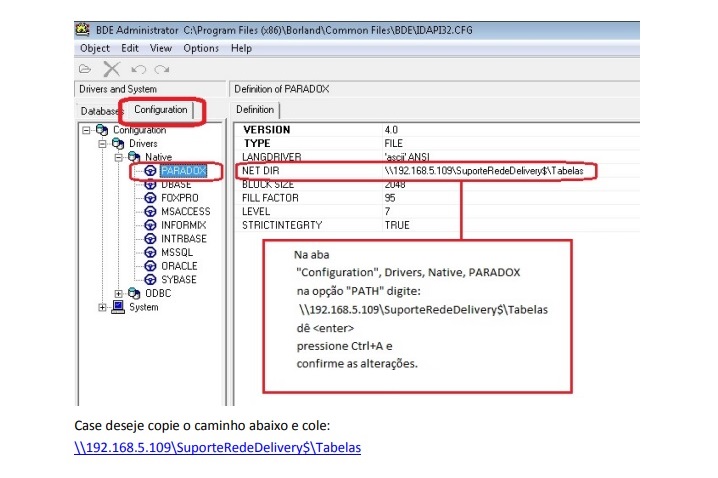 BDE Administrator C:\Program Files (x86)\Borland\Common Files\BDE\IDAPI32.CFG
Object Edit View Options Help
Drivers and System
Definition of PARADOX
Databases Configuration
Definition
Configuration
Drivers
Native
PARADOX
DBASE
FOXPRO
MSACCESS
INFORMIX
INTRBASE
MSSQL
ORACLE
SYBASE
ODBC
System
VERSION 4.0
TYPE FILE
LANGDRIVER 'ascii' ANSI
NET DIR \\192.168.5.109\SuporteRedeDelivery$\Tabelas
BLOCK SIZE 2048
FILL FACTOR 95
LEVEL 7
STRICTINTEGRTY TRUE
Na aba
"Configuration", Drivers, Native, PARADOX
na opção "PATH" digite:
\\192.168.5.109\SuporteRedeDelivery$\Tabelas
dê <enter>
pressione Ctrl+A e
confirme as alterações.
Case deseje copie o caminho abaixo e cole:
\\192.168.5.109\SuporteRedeDelivery$\Tabelas